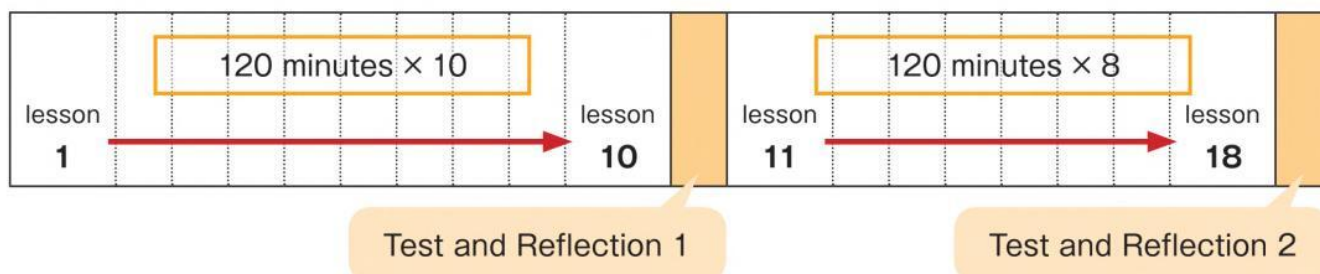 120 minutes × 10
120 minutes × 8
lesson
1
lesson
10
lesson
11
lesson
18
Test and Reflection 1
Test and Reflection 2